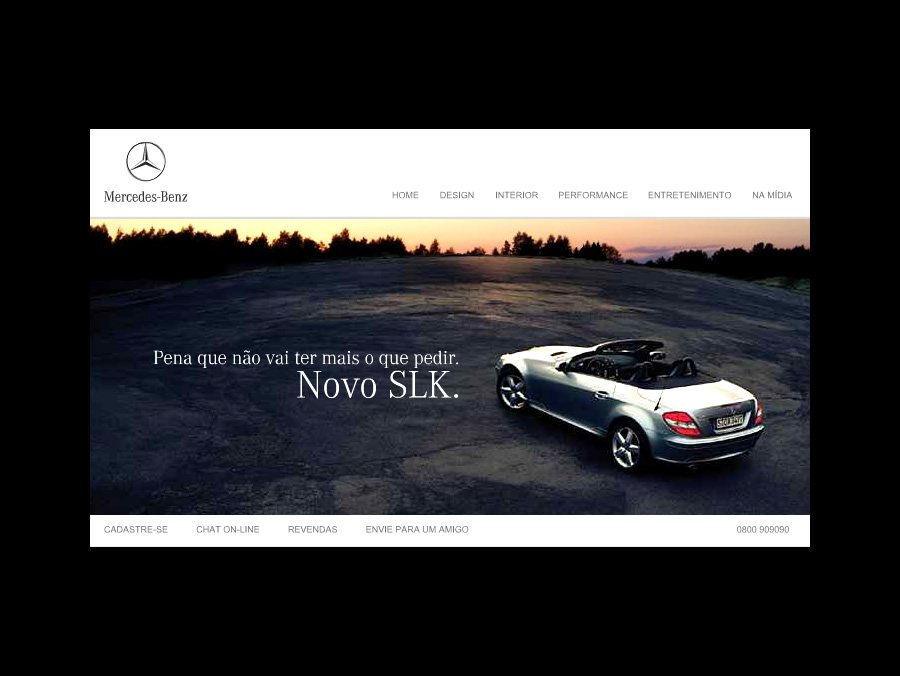 Mercedes-Benz
HOME DESIGN INTERIOR PERFORMANCE ENTRETENIMENTO NA MÍDIA
Pena que não vai ter mais o que pedir.
Novo SLK.
CADASTRE-SE CHAT ON-LINE REVENDAS ENVIE PARA UM AMIGO 0800 909090